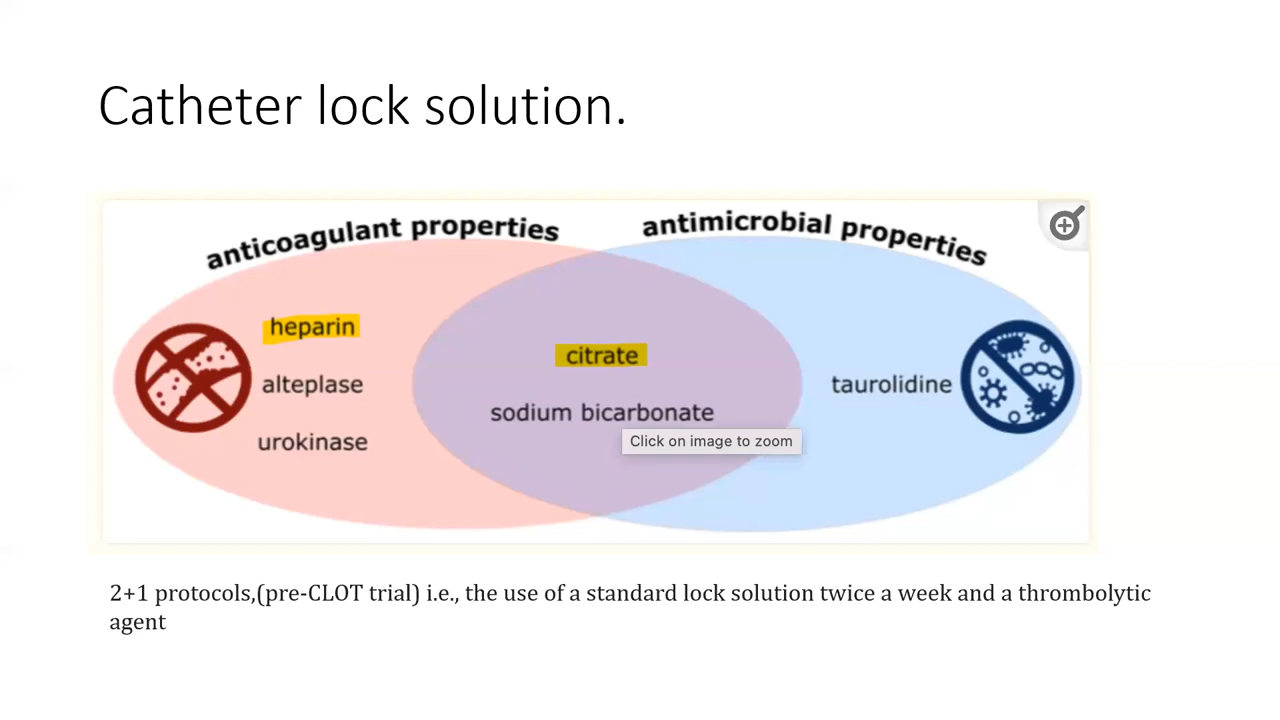 Catheter lock solution.
anticoagulant properties
antimicrobial properties
heparin
citrate
alteplase
taurolidine
sodium bicarbonate
urokinase
Click on image to zoom
2+1 protocols,(pre-CLOT trial) i.e., the use of a standard lock solution twice a week and a thrombolytic
agent